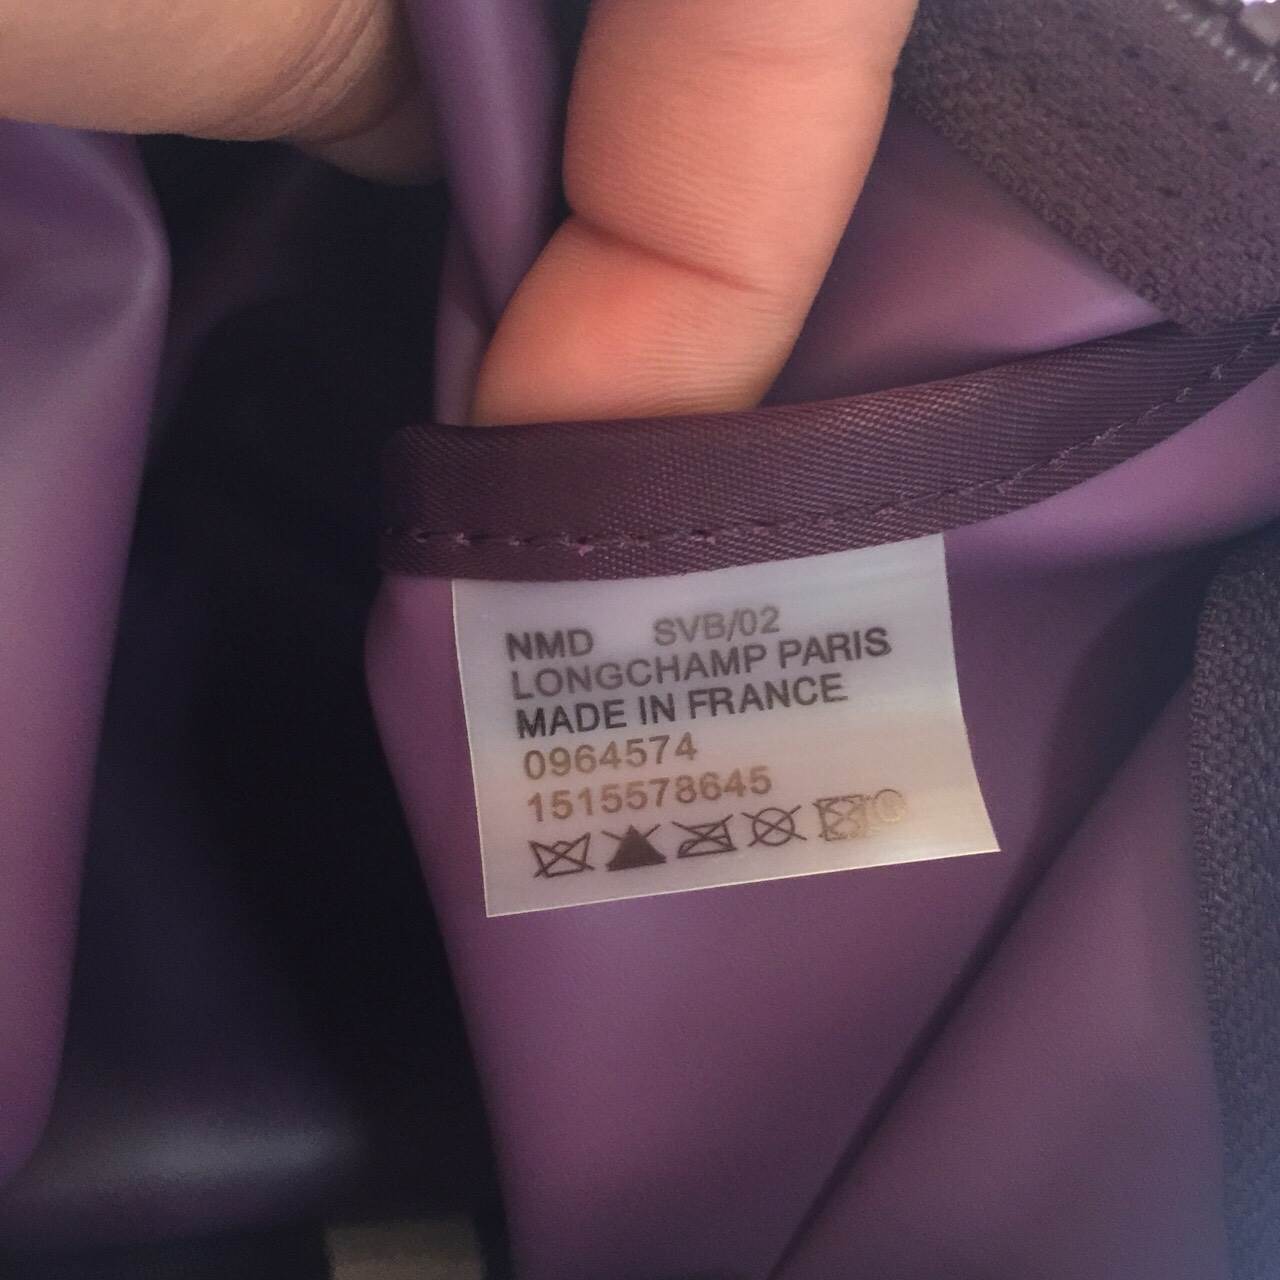 NMD SVB/02
LONGCHAMP PARIS
MADE IN FRANCE
0964574
1515578645